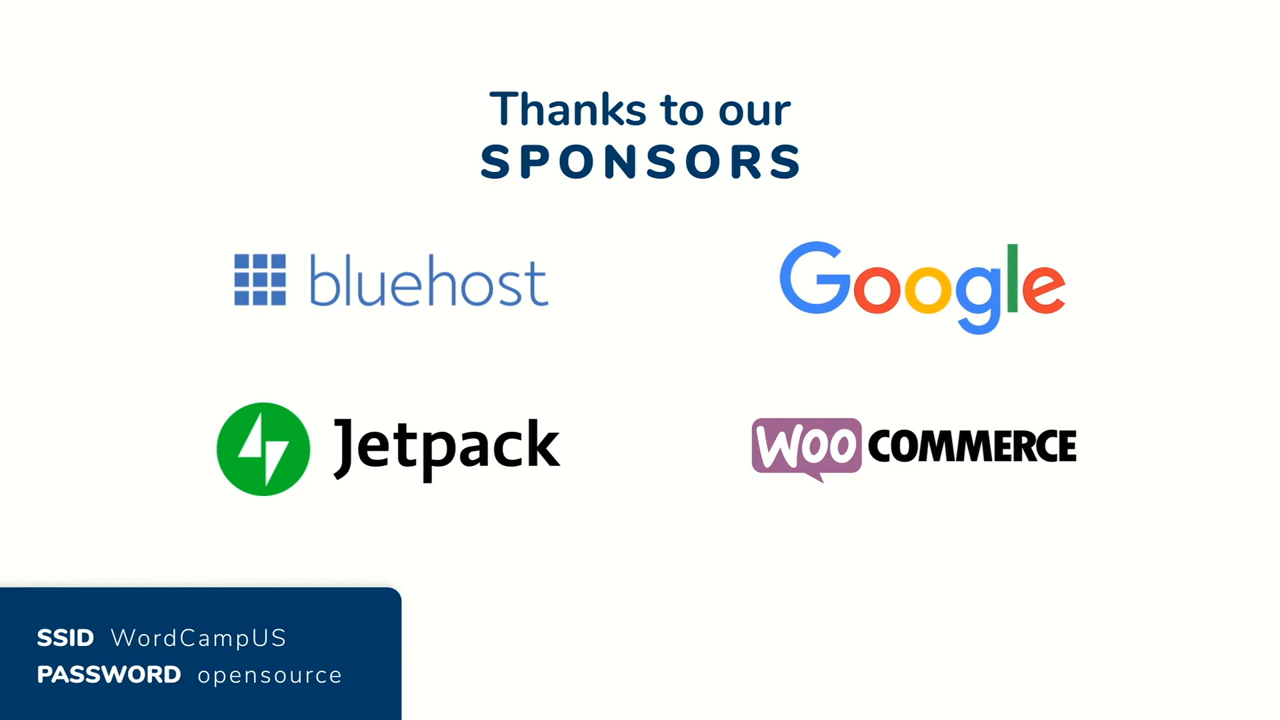 Thanks to our
SPONSORS
bluehost
Google
Jetpack
WOO COMMERCE
SSID WordCampUS
PASSWORD opensource